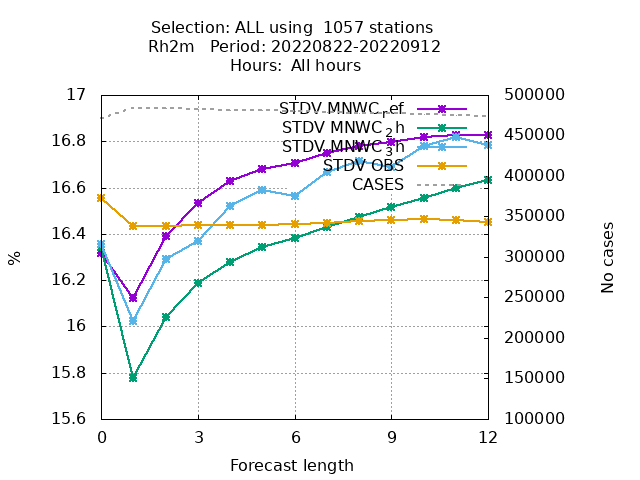 Selection: ALL using  1057 stations
Rh2m   Period: 20220822-20220912
Hours:  All hours
17
16.8
16.6
16.4
16.2
16
15.8
15.6
%
500000
450000
400000
350000
300000
250000
200000
150000
100000
No cases
STDV MNWC_ref
STDV MNWC_2h
STDV MNWC_3h
STDV OBS
CASES
0 3 6 9 12
Forecast length